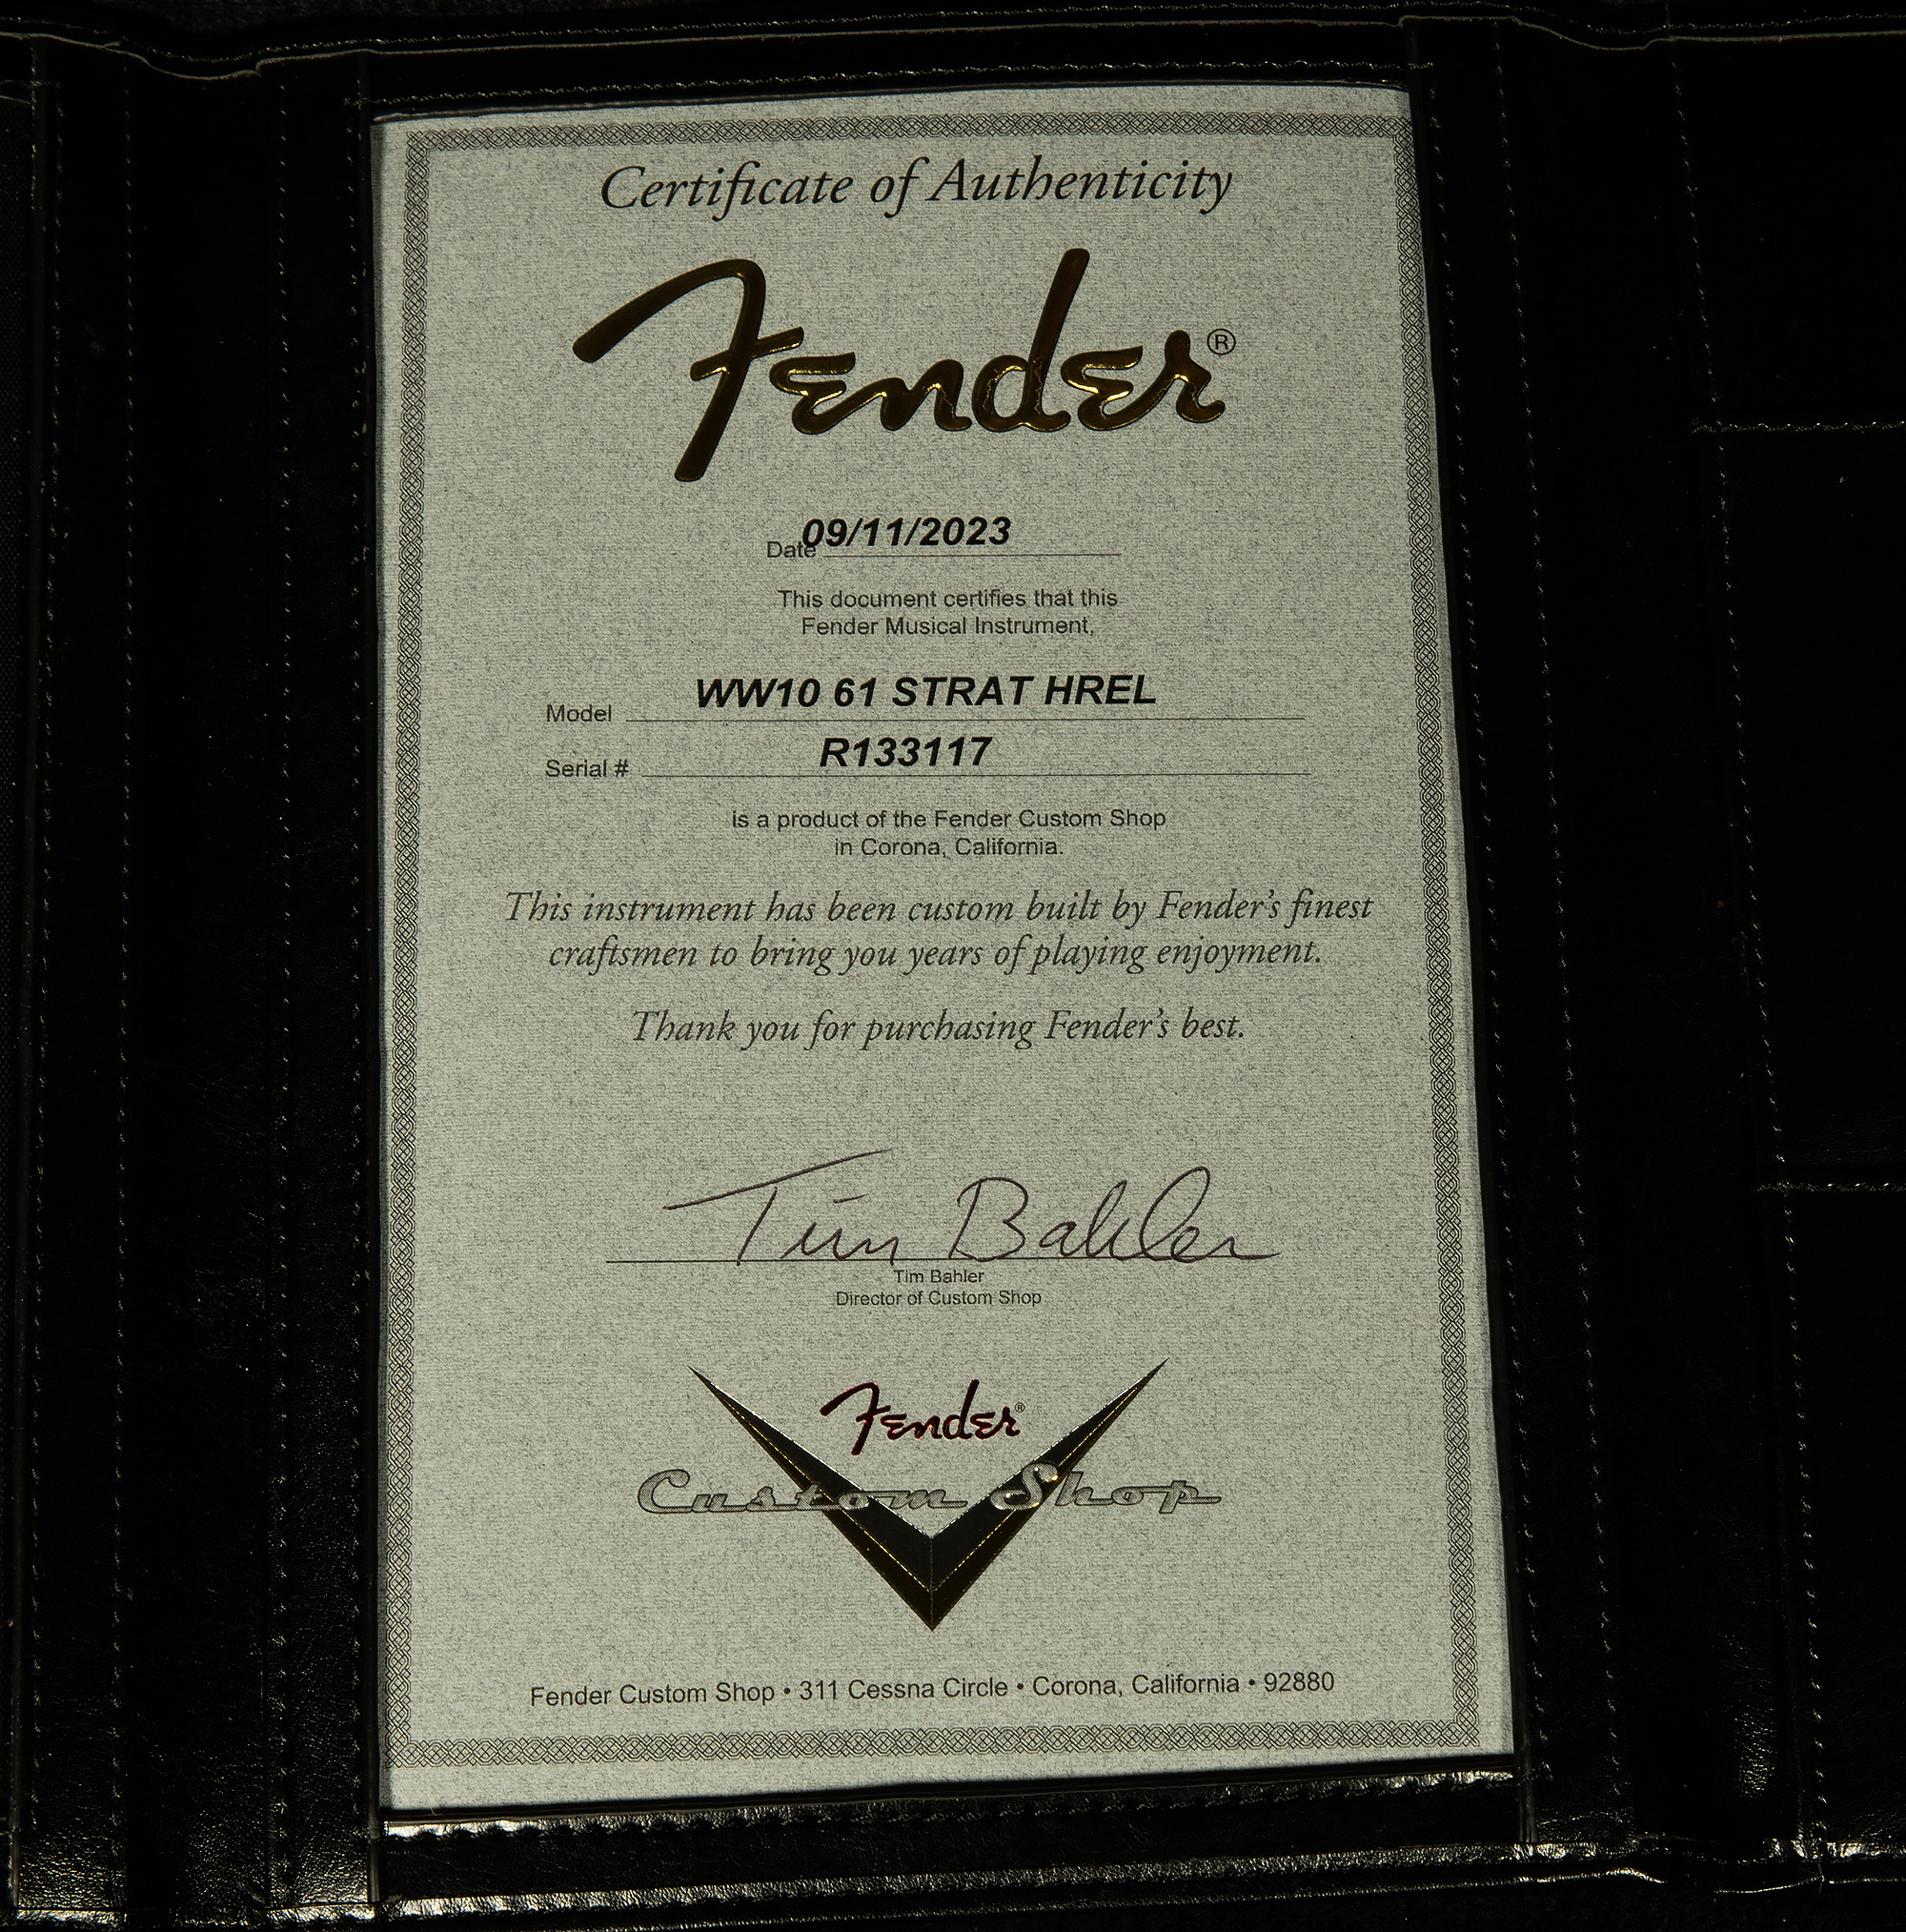 Certificate of Authenticity
Fender®
Date 09/11/2023
This document certifies that this
Fender Musical Instrument,
Model WW10 61 STRAT HREL
Serial # R133117
is a product of the Fender Custom Shop
in Corona, California.
This instrument has been custom built by Fender's finest
craftsmen to bring you years of playing enjoyment.
Thank you for purchasing Fender's best.
Tim Bahler
Tim Bahler
Director of Custom Shop
Fender®
Custom Shop
Fender Custom Shop • 311 Cessna Circle • Corona, California • 92880